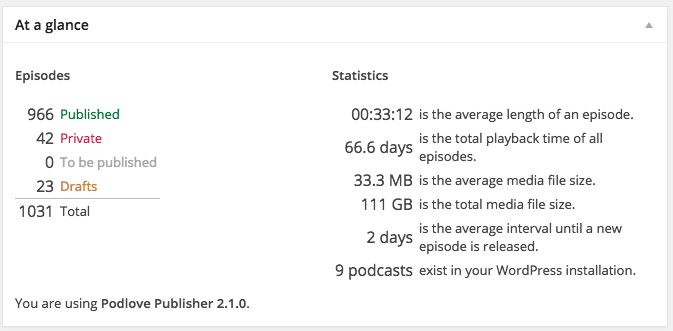 At a glance
Episodes
966 Published
42 Private
0 To be published
23 Drafts
1031 Total
Statistics
00:33:12 is the average length of an episode.
66.6 days is the total playback time of all
episodes.
33.3 MB is the average media file size.
111 GB is the total media file size.
2 days is the average interval until a new
episode is released.
9 podcasts exist in your WordPress installation.
You are using Podlove Publisher 2.1.0.